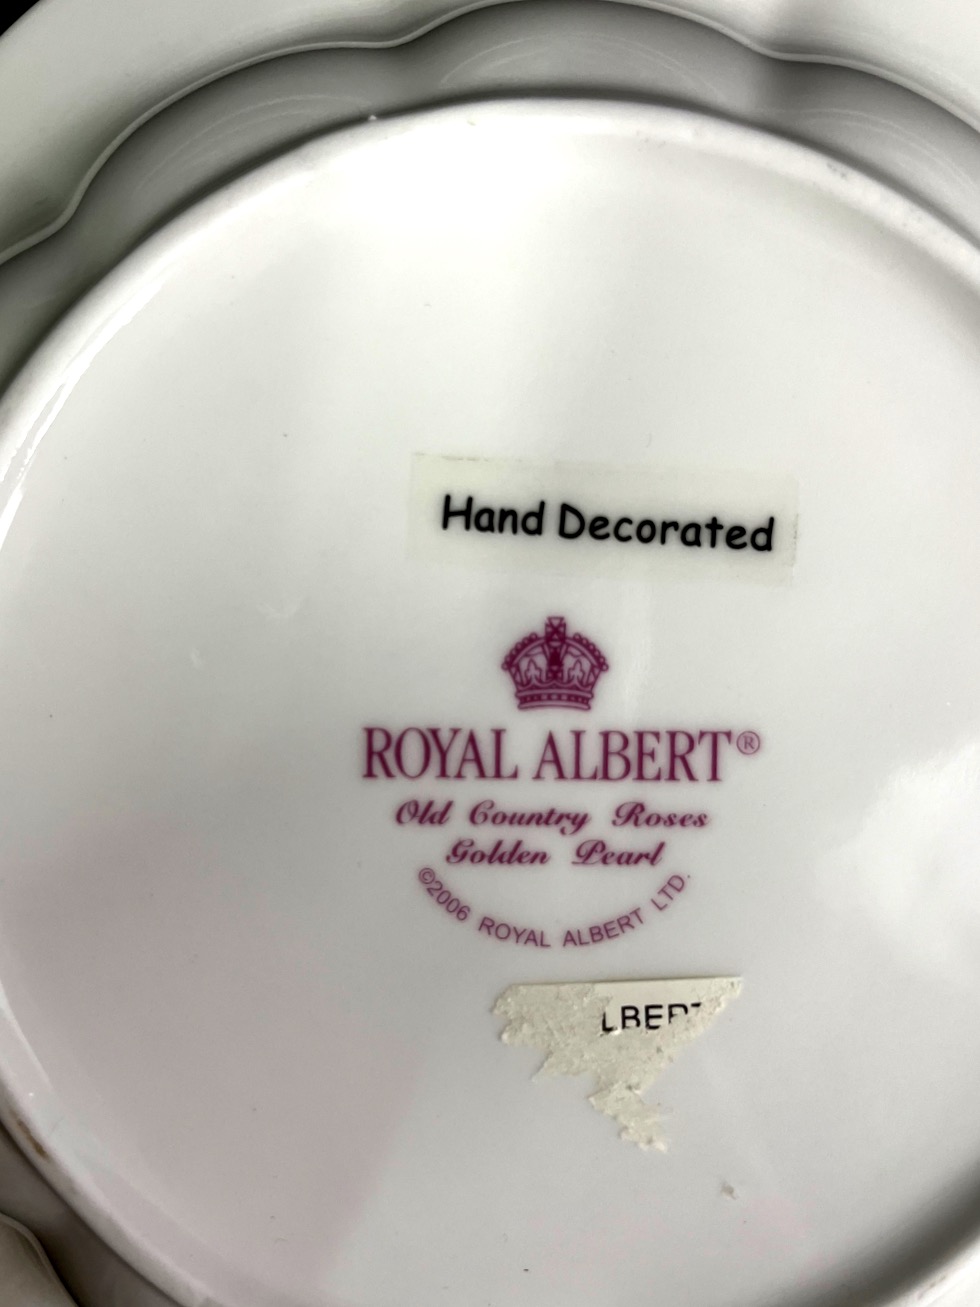 Hand Decorated
ROYAL ALBERT®
Old Country Roses
Golden Pearl
©2006 ROYAL ALBERT LTD.
LBERT